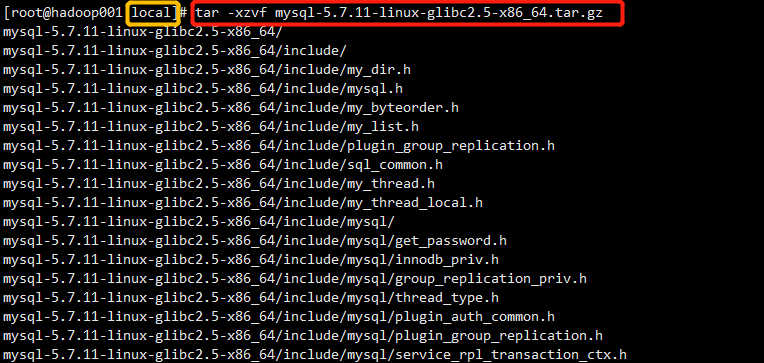 [root@hadoop001 local]# tar -xzvf mysql-5.7.11-linux-glibc2.5-x86_64.tar.gz
mysql-5.7.11-linux-glibc2.5-x86_64/
mysql-5.7.11-linux-glibc2.5-x86_64/include/
mysql-5.7.11-linux-glibc2.5-x86_64/include/my_dir.h
mysql-5.7.11-linux-glibc2.5-x86_64/include/mysql.h
mysql-5.7.11-linux-glibc2.5-x86_64/include/my_byteorder.h
mysql-5.7.11-linux-glibc2.5-x86_64/include/my_list.h
mysql-5.7.11-linux-glibc2.5-x86_64/include/plugin_group_replication.h
mysql-5.7.11-linux-glibc2.5-x86_64/include/sql_common.h
mysql-5.7.11-linux-glibc2.5-x86_64/include/my_thread.h
mysql-5.7.11-linux-glibc2.5-x86_64/include/my_thread_local.h
mysql-5.7.11-linux-glibc2.5-x86_64/include/mysql/
mysql-5.7.11-linux-glibc2.5-x86_64/include/mysql/get_password.h
mysql-5.7.11-linux-glibc2.5-x86_64/include/mysql/innodb_priv.h
mysql-5.7.11-linux-glibc2.5-x86_64/include/mysql/group_replication_priv.h
mysql-5.7.11-linux-glibc2.5-x86_64/include/mysql/thread_type.h
mysql-5.7.11-linux-glibc2.5-x86_64/include/mysql/plugin_auth_common.h
mysql-5.7.11-linux-glibc2.5-x86_64/include/mysql/plugin_group_replication.h
mysql-5.7.11-linux-glibc2.5-x86_64/include/mysql/service_rpl_transaction_ctx.h